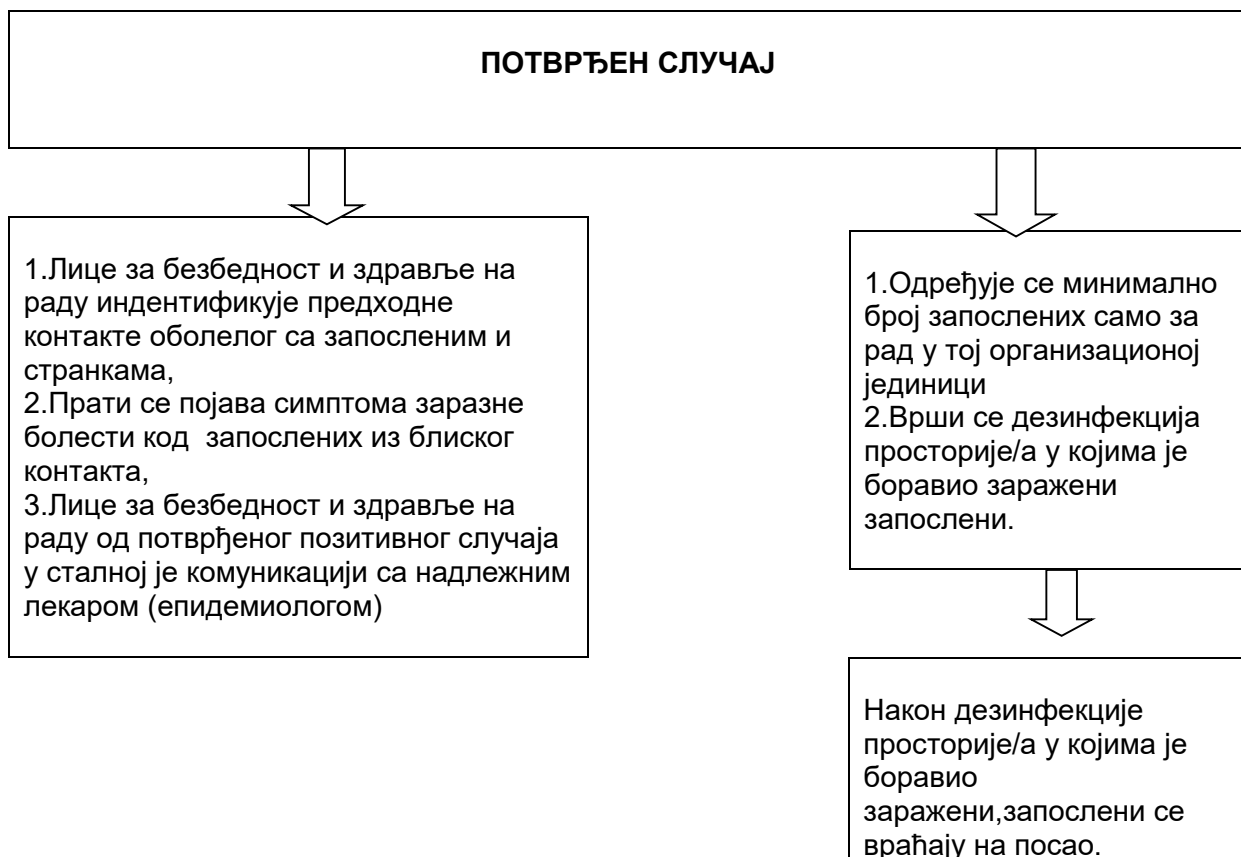 ПОТВРЂЕН СЛУЧАЈ
1.Лице за безбедност и здравље на
раду индентификује предходне
контакте оболелог са запосленим и
странкама,
2.Прати се појава симптома заразне
болести код запослених из блиског
контакта,
3.Лице за безбедност и здравље на
раду од потврђеног позитивног случаја
у сталној је комуникацији са надлежним
лекаром (епидемиологом)
1.Одређује се минимално
број запослених само за
рад у тој организационој
јединици
2.Врши се дезинфекција
просторије/а у којима је
боравио заражени
запослени.
Након дезинфекције
просторије/а у којима је
боравио
заражени,запослени се
враћају на посао.